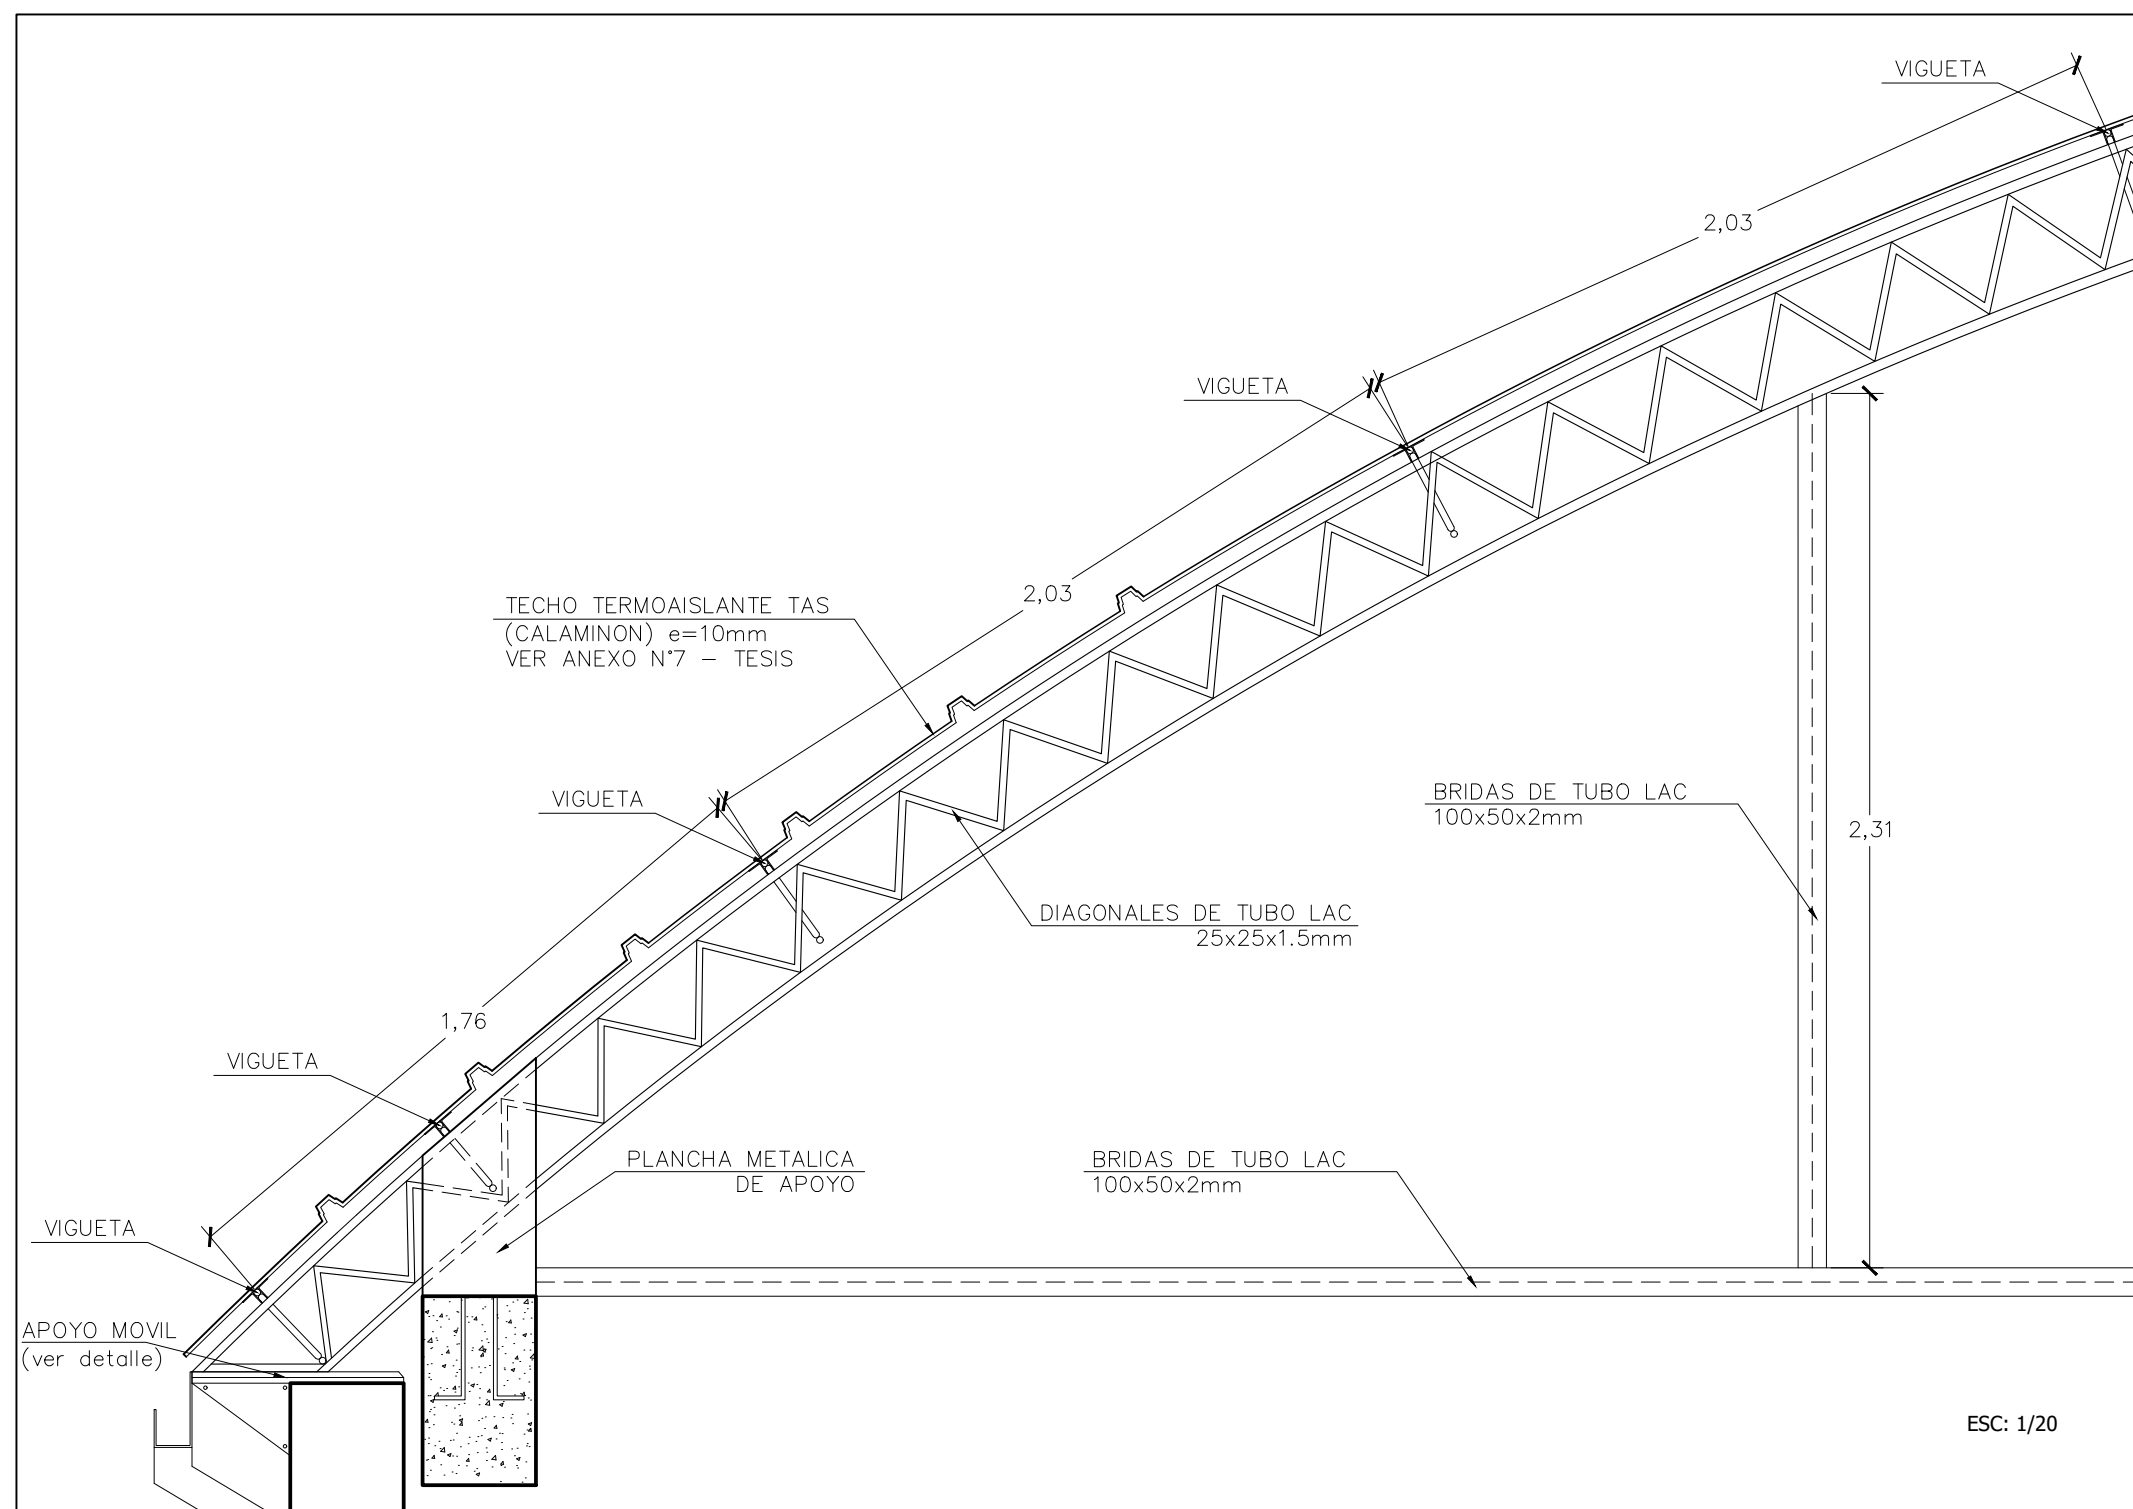 VIGUETA
2,03
VIGUETA
2,03
TECHO TERMOAISLANTE TAS
(CALAMINON) e=10mm
VER ANEXO N°7 – TESIS
VIGUETA
BRIDAS DE TUBO LAC
100x50x2mm
2,31
DIAGONALES DE TUBO LAC
25x25x1.5mm
1,76
VIGUETA
PLANCHA METALICA
DE APOYO
BRIDAS DE TUBO LAC
100x50x2mm
VIGUETA
APOYO MOVIL
(ver detalle)
ESC: 1/20